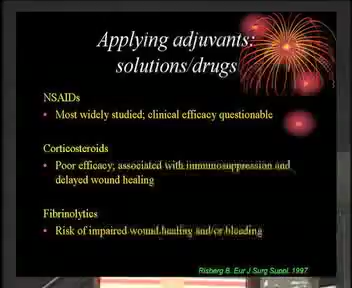 Applying adjuvants:
solutions/drugs
NSAIDs
• Most widely studied; clinical efficacy questionable
Corticosteroids
• Poor efficacy; associated with immunosuppression and
delayed wound healing
Fibrinolytics
• Risk of impaired wound healing and/or bleeding
Risberg B. Eur J Surg Suppl. 1997